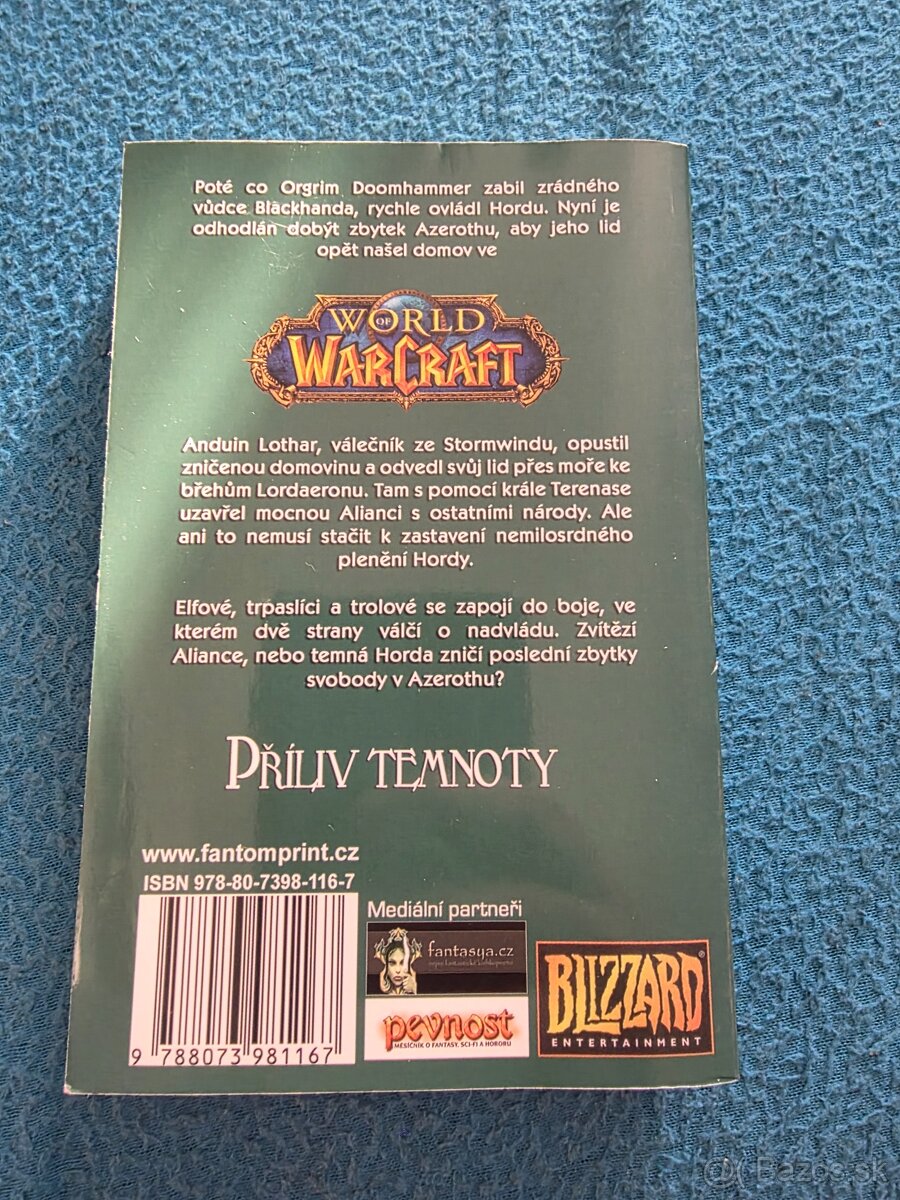 Poté co Orgrim Doomhammer zabil zrádného
vůdce Blackhanda, rychle ovládl Hordu. Nyní je
odhodlán dobýt zbytek Azerothu, aby jeho lid
opět našel domov ve
WORLD
OF
WARCRAFT
Anduin Lothar, válečník ze Stormwindu, opustil
zničenou domovinu a odvedl svůj lid přes moře ke
břehům Lordaeronu. Tam s pomocí krále Terenase
uzavřel mocnou Alianci s ostatními národy. Ale
ani to nemusí stačit k zastavení nemilosrdného
plenění Hordy.
Elfové, trpaslíci a trolové se zapojí do boje, ve
kterém dvě strany válčí o nadvládu. Zvítězí
Aliance, nebo temná Horda zničí poslední zbytky
svobody v Azerothu?
PŘÍLIV TEMNOTY
www.fantomprint.cz
ISBN 978-80-7398-116-7
9 788073 981167
Mediální partneři
fantasya.cz
pevnost
MĚSÍČNÍK O FANTASY, SCI-FI A HORORU
BLIZZARD
ENTERTAINMENT
Bazos.sk